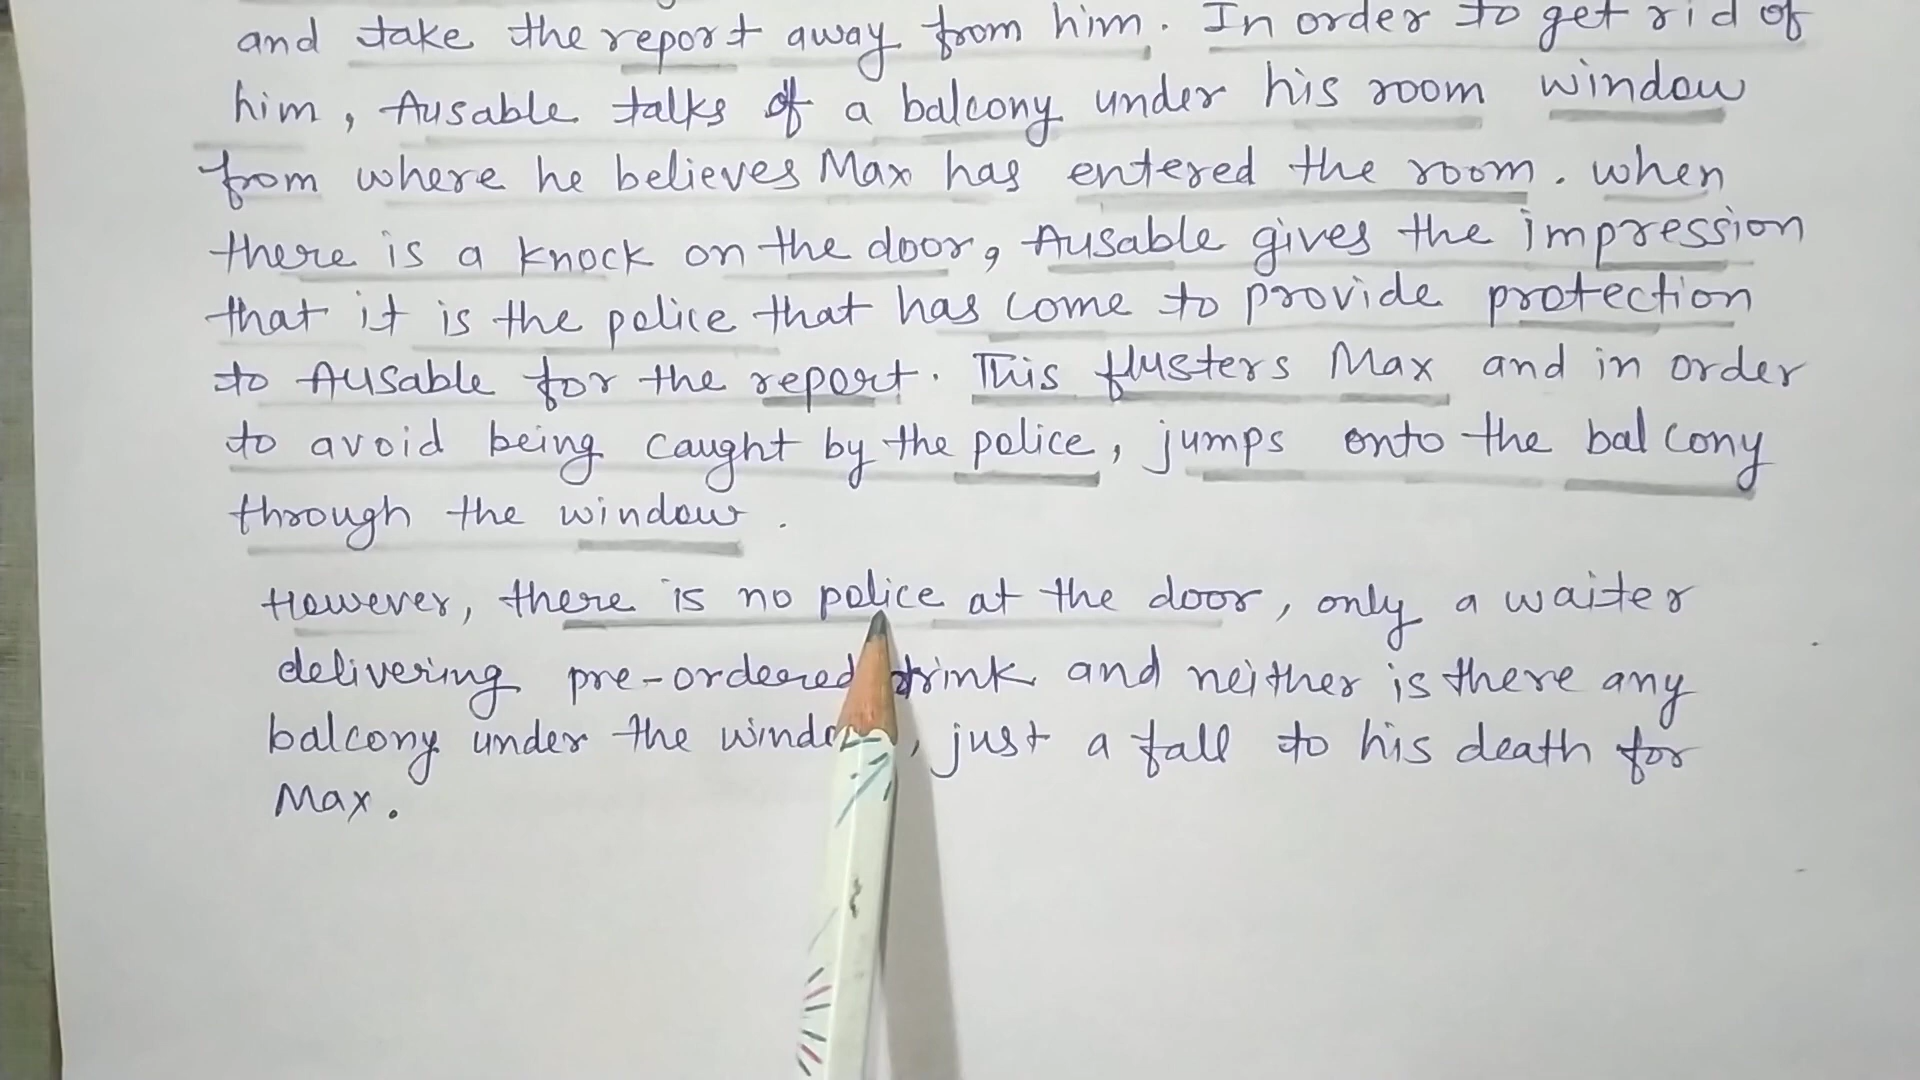 and take the report away from him. In order to get rid of
him, Ausable talks of a balcony under his room window
from where he believes Max has entered the room. when
there is a knock on the door, Ausable gives the impression
that it is the police that has come to provide protection
to Ausable for the report. This flusters Max and in order
to avoid being caught by the police, jumps onto the balcony
through the window.
However, there is no police at the door, only a waiter
delivering pre-ordered drink and neither is there any
balcony under the window, just a fall to his death for
Max.